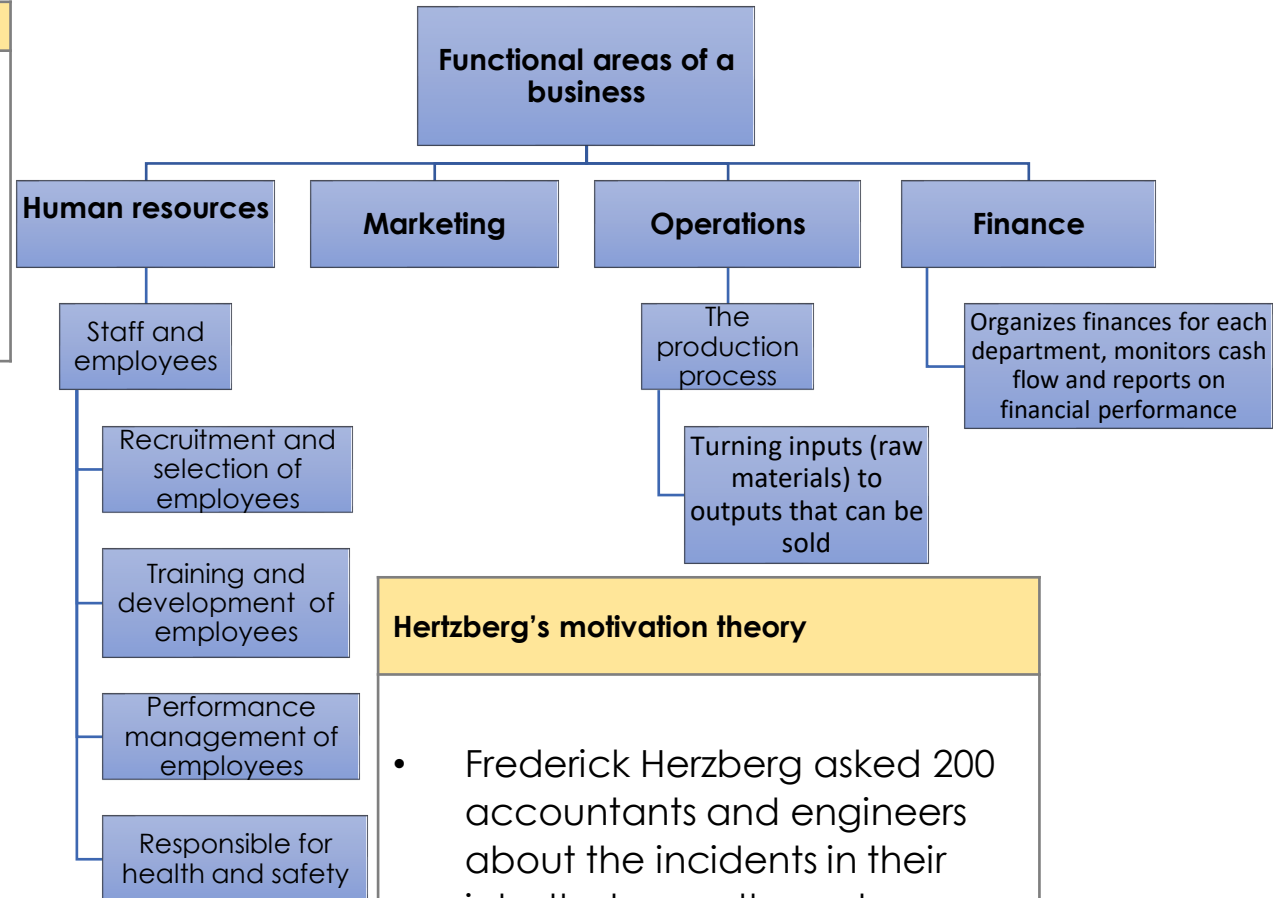 Functional areas of a
business
Human resources
Marketing
Operations
Finance
Staff and
employees
Recruitment and
selection of
employees
Training and
development of
employees
Performance
management of
employees
Responsible for
health and safety
The
production
process
Turning inputs (raw
materials) to
outputs that can be
sold
Organizes finances for each
department, monitors cash
flow and reports on
financial performance
Hertzberg’s motivation theory
• Frederick Herzberg asked 200
accountants and engineers
about the incidents in their